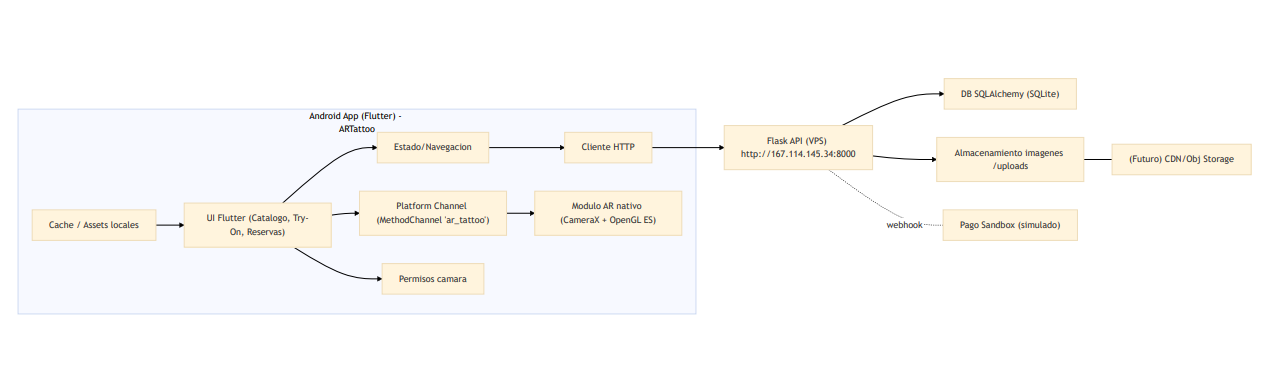 Android App (Flutter) -
ARTattoo
Cache / Assets locales
UI Flutter (Catalogo, Try-
On, Reservas)
Estado/Navegacion
Cliente HTTP
Platform Channel
(MethodChannel 'ar_tattoo')
Modulo AR nativo
(CameraX + OpenGL ES)
Permisos camara
Flask API (VPS)
http://167.114.145.34:8000
DB SQLAlchemy (SQLite)
Almacenamiento imagenes
/uploads
(Futuro) CDN/Obj Storage
webhook
Pago Sandbox (simulado)